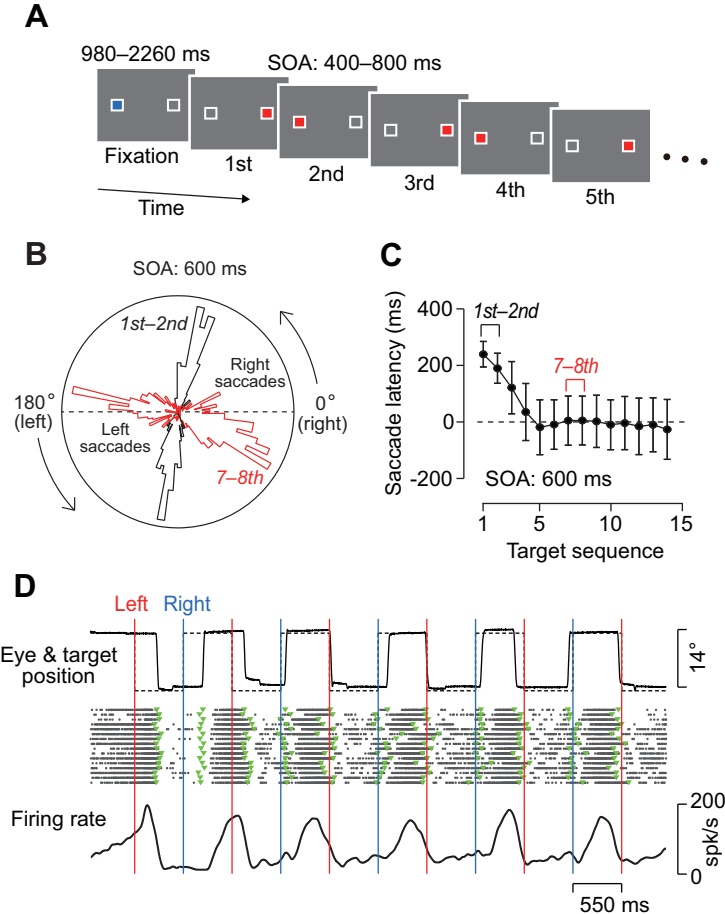 A
980–2260 ms
SOA: 400–800 ms
Fixation
1st
2nd
3rd
4th
5th
Time
B
SOA: 600 ms
1st–2nd
Right
saccades
180°
(left)
0°
(right)
Left
saccades
7–8th
C
Saccade latency (ms)
400
200
0
-200
1st–2nd
7–8th
SOA: 600 ms
1
5
10
15
Target sequence
D
Left
Right
Eye & target
position
14°
Firing rate
200
0
spk/s
550 ms